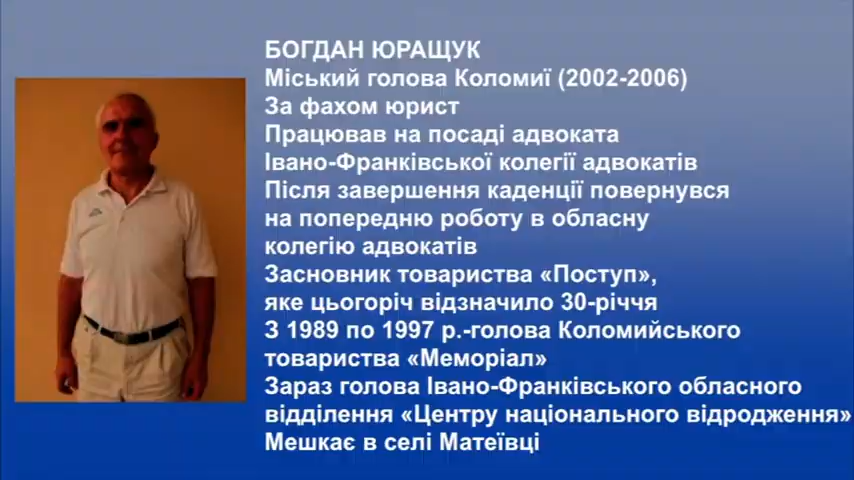 БОГДАН ЮРАЩУК
Міський голова Коломиї (2002-2006)
За фахом юрист
Працював на посаді адвоката
Івано-Франківської колегії адвокатів
Після завершення каденції повернувся
на попередню роботу в обласну
колегію адвокатів
Засновник товариства «Поступ»,
яке цьогоріч відзначило 30-річчя
З 1989 по 1997 р.-голова Коломийського
товариства «Меморіал»
Зараз голова Івано-Франківського обласного
відділення «Центру національного відродження»
Мешкає в селі Матеївці